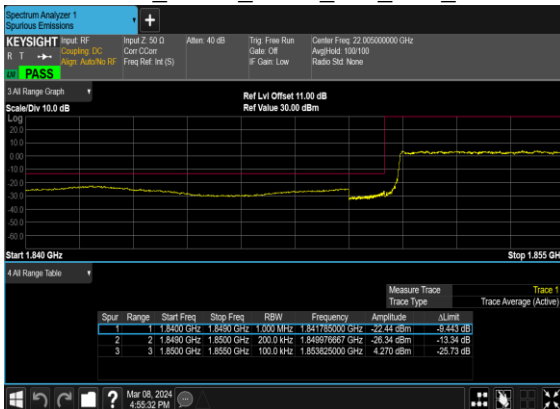 Spectrum Analyzer 1
Spurious Emissions
+
KEYSIGHT Input: RF Input Z: 50 Ω Atten: 40 dB Trig: Free Run Center Freq: 22.005000000 GHz
R T Coupling: DC Corr CCorr Gate: Off Avg|Hold: 100/100
Align: Auto/No RF Freq Ref: Int (S) IF Gain: Low Radio Std: None
PASS
3 All Range Graph
Ref Lvl Offset 11.00 dB
Scale/Div 10.0 dB Ref Value 30.00 dBm
Log
20.0
10.0
0.00
-10.0
-20.0
-30.0
-40.0
-50.0
-60.0
Start 1.840 GHz Stop 1.855 GH
4 All Range Table
Measure Trace Trace 1
Trace Type Trace Average (Active)
Spur Range Start Freq Stop Freq RBW Frequency Amplitude ΔLimit
1 1 1.8400 GHz 1.8490 GHz 1.000 MHz 1.841785000 GHz -22.44 dBm -9.443 dB
2 2 1.8490 GHz 1.8500 GHz 200.0 kHz 1.849976667 GHz -26.34 dBm -13.34 dB
3 3 1.8500 GHz 1.8550 GHz 100.0 kHz 1.853825000 GHz 4.270 dBm -25.73 dB
? Mar 08, 2024
4:55:32 PM